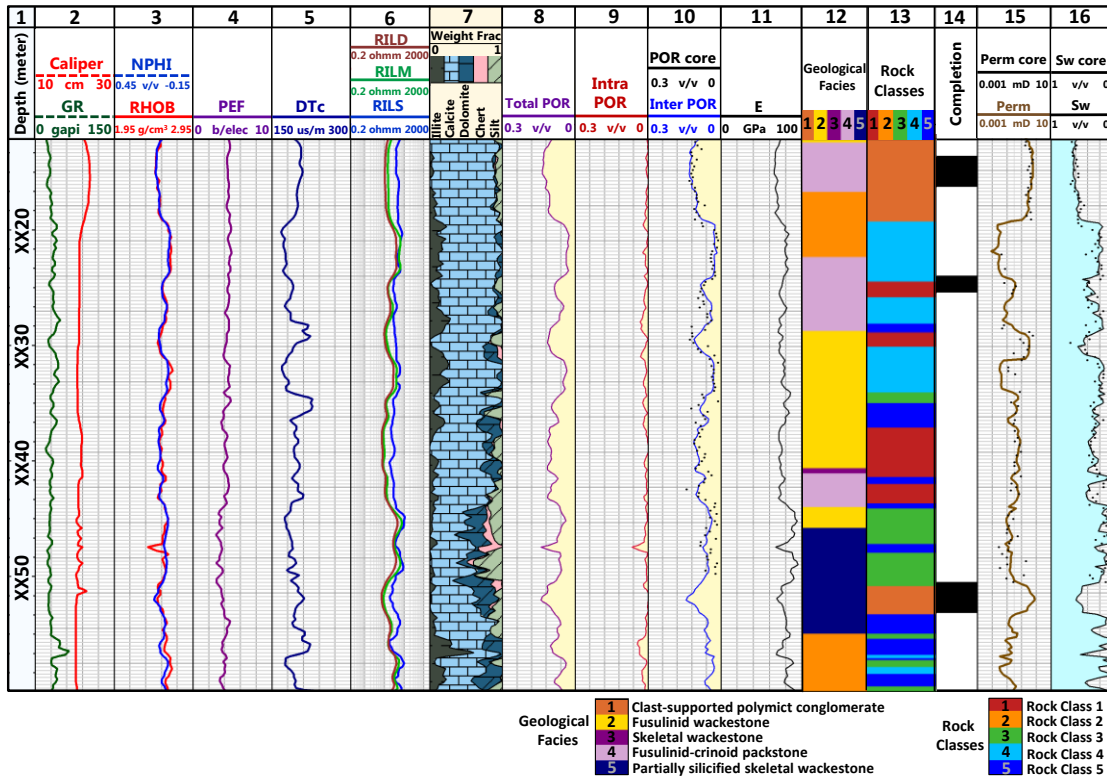 1 2 3 4 5 6 7 8 9 10 11 12 13 14 15 16
Depth (meter)
Caliper
10 cm 30
GR
0 gapi 150
NPHI
0.45 v/v -0.15
RHOB
1.95 g/cm³ 2.95
PEF
0 b/elec 10
DTc
150 us/m 300
RILD
0.2 ohmm 2000
RILM
0.2 ohmm 2000
RILS
0.2 ohmm 2000
Weight Frac
0 1
Illite
Calcite
Dolomite
Chert
Silt
Total POR
0.3 v/v 0
Intra
POR
0.3 v/v 0
POR core
0.3 v/v 0
Inter POR
0.3 v/v 0
E
0 GPa 100
Geological
Facies
1 2 3 4 5
Rock
Classes
1 2 3 4 5
Completion
Perm core
0.001 mD 10
Perm
0.001 mD 10
Sw core
1 v/v 0
Sw
1 v/v 0
XX20
XX30
XX40
XX50
Geological
Facies
1 Clast-supported polymict conglomerate
2 Fusulinid wackestone
3 Skeletal wackestone
4 Fusulinid-crinoid packstone
5 Partially silicified skeletal wackestone
Rock
Classes
1 Rock Class 1
2 Rock Class 2
3 Rock Class 3
4 Rock Class 4
5 Rock Class 5